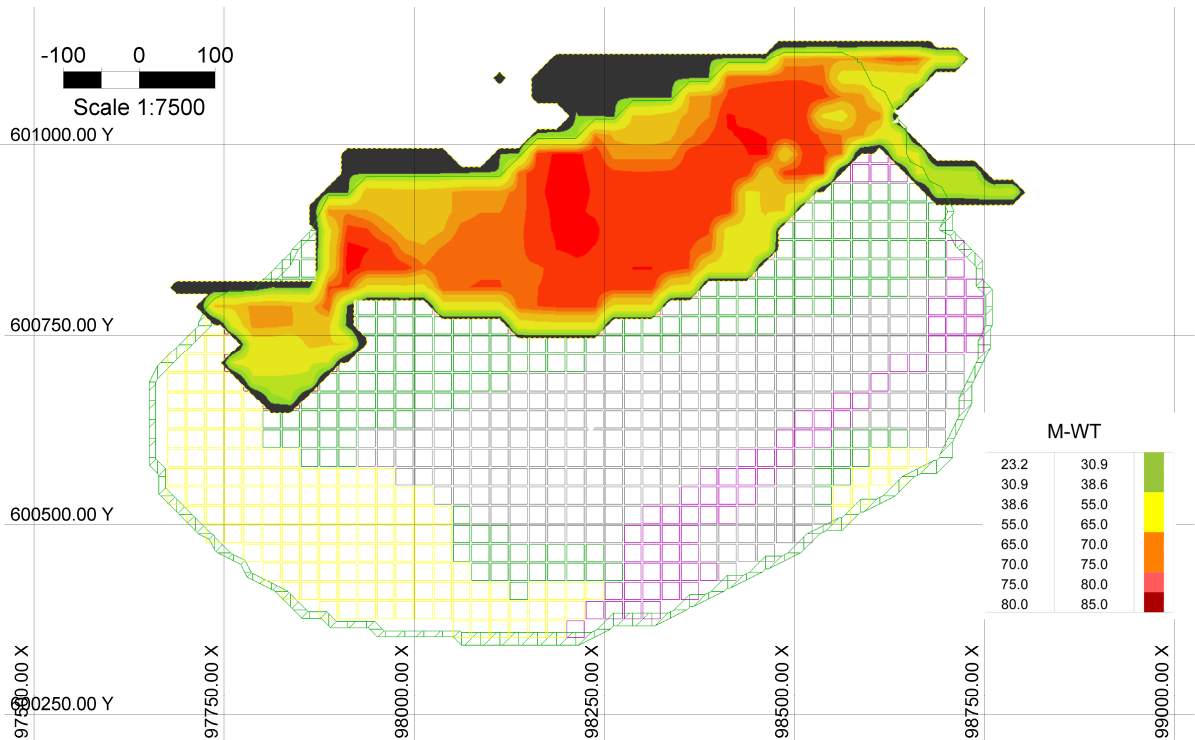 -100 0 100
Scale 1:7500
601000.00 Y
600750.00 Y
600500.00 Y
600250.00 Y
M-WT
23.2 30.9
30.9 38.6
38.6 55.0
55.0 65.0
65.0 70.0
70.0 75.0
75.0 80.0
80.0 85.0
97500.00 X
97750.00 X
98000.00 X
98250.00 X
98500.00 X
98750.00 X
99000.00 X